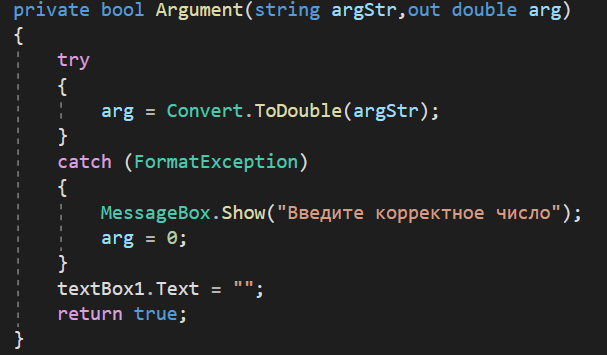 private bool Argument(string argStr,out double arg)
{
try
{
arg = Convert.ToDouble(argStr);
}
catch (FormatException)
{
MessageBox.Show("Введите корректное число");
arg = 0;
}
textBox1.Text = "";
return true;
}